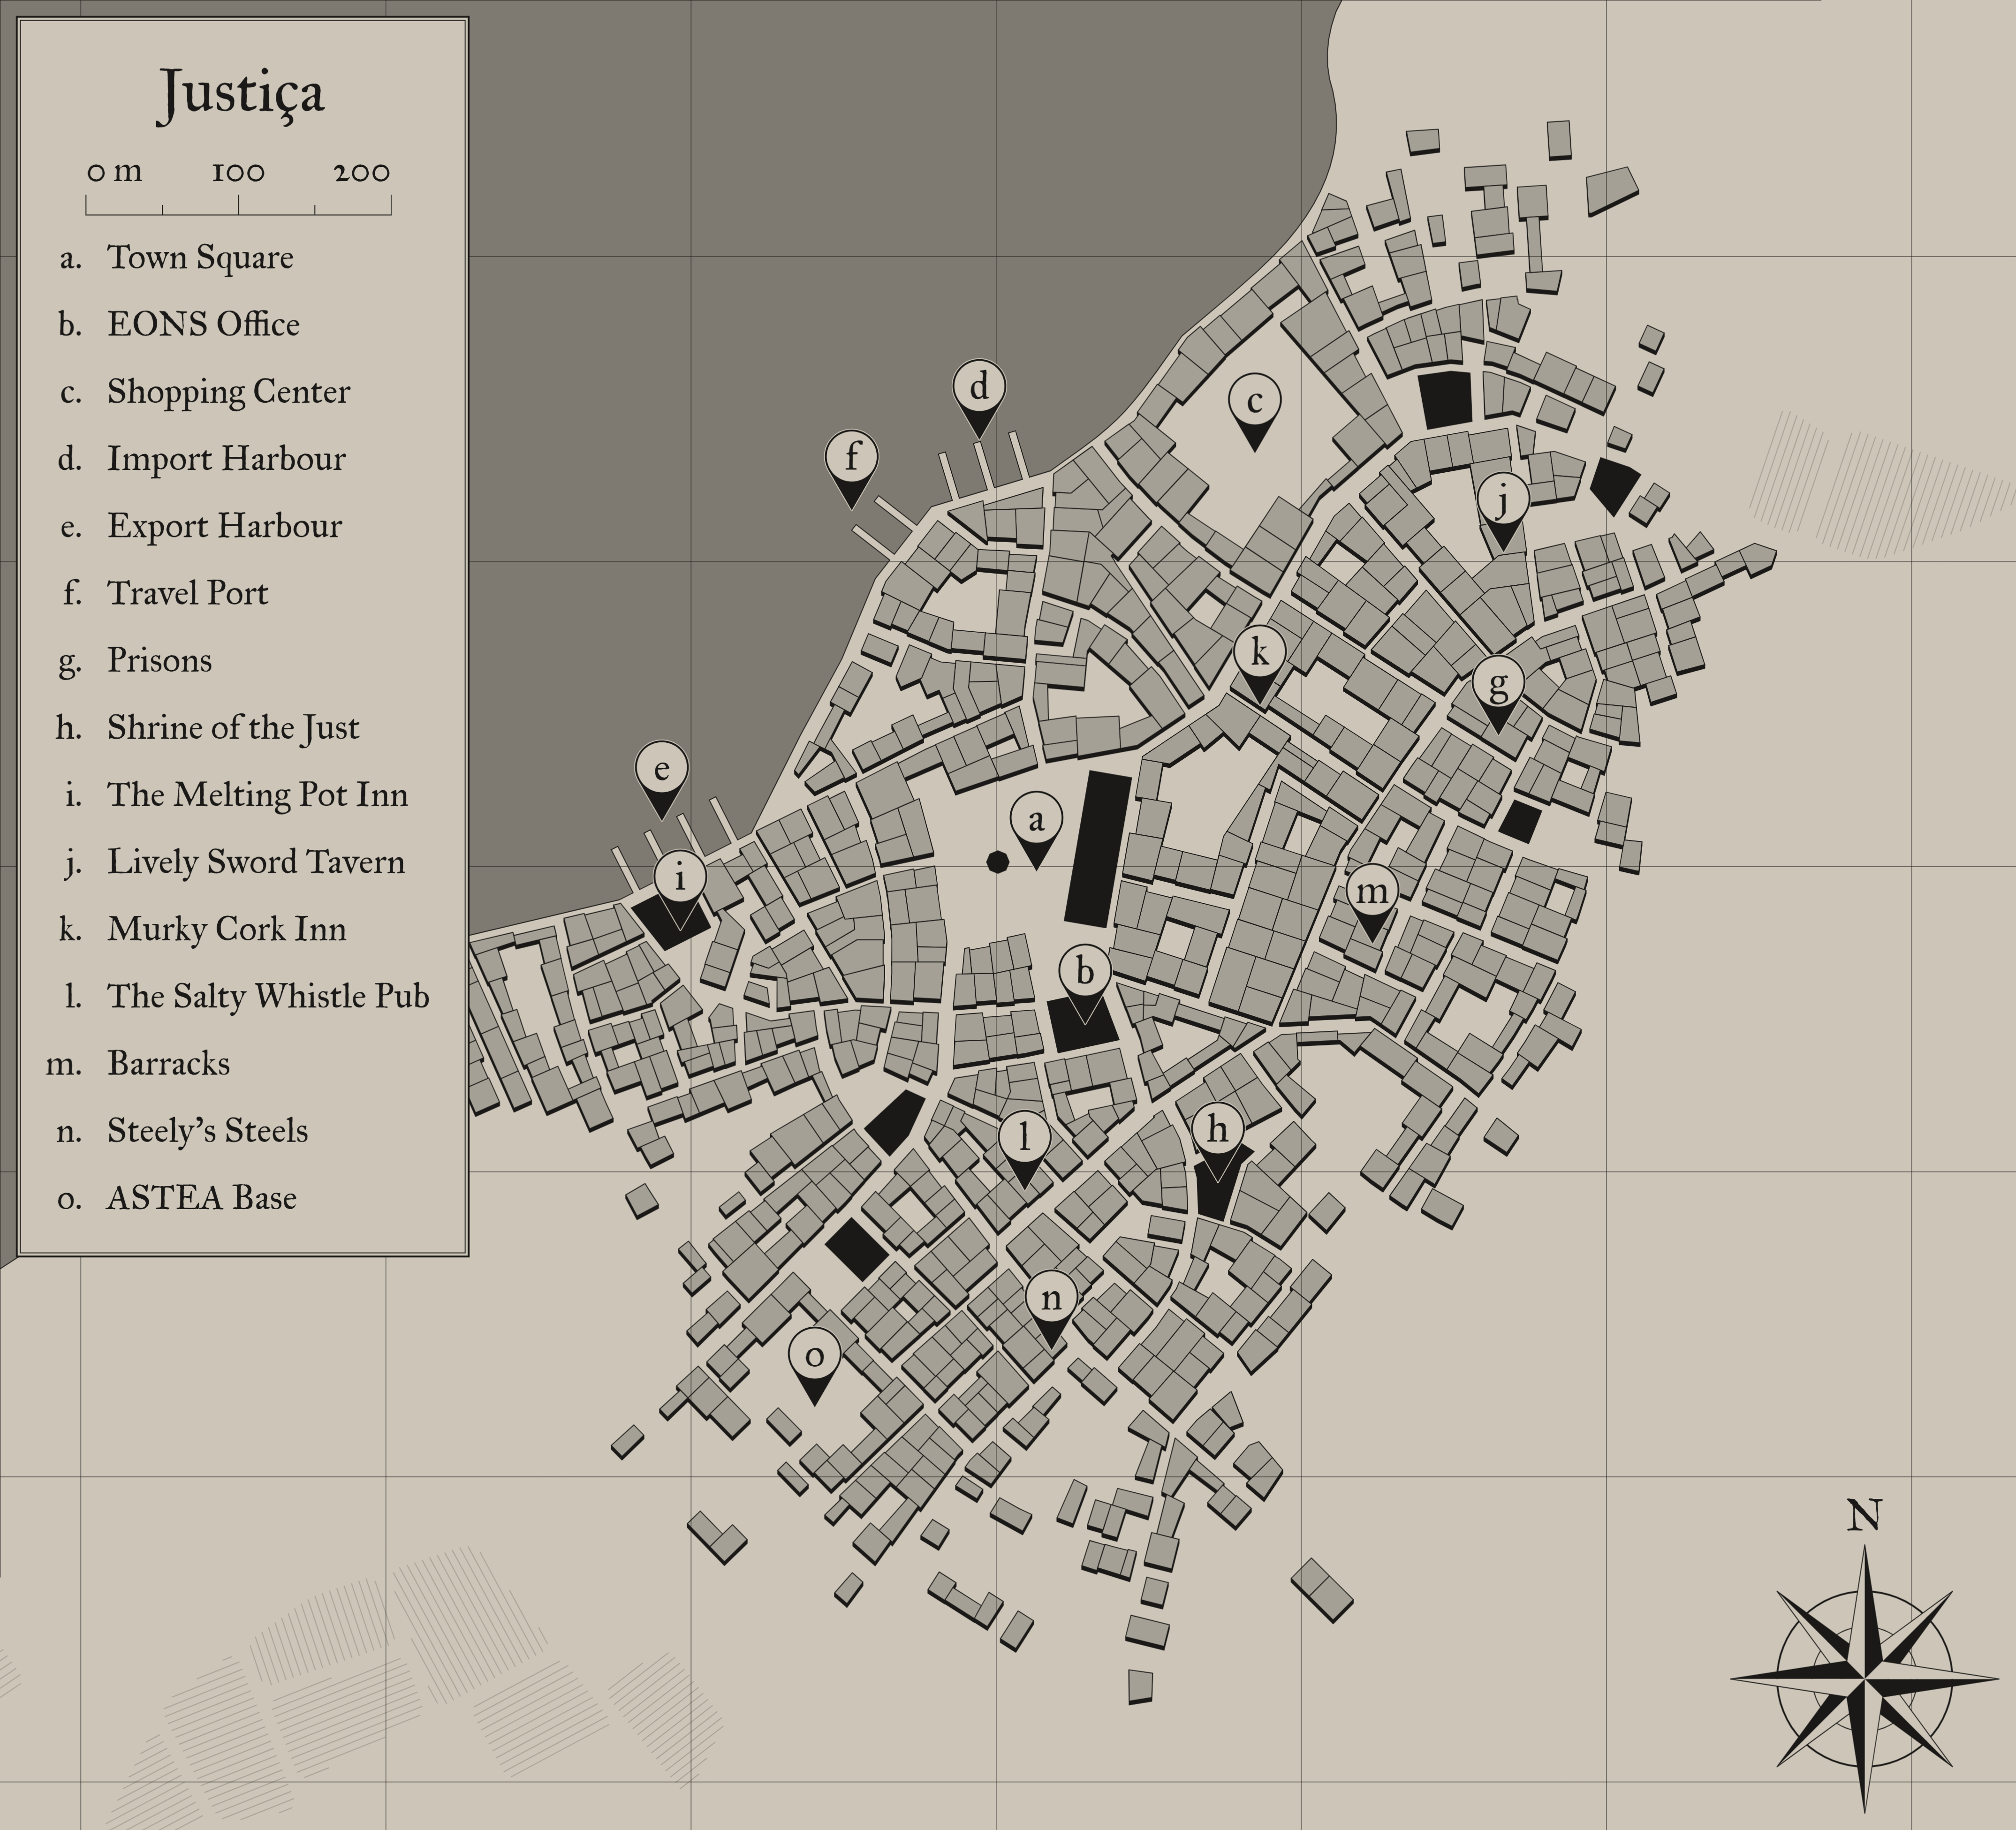 Justiça
0 m 100 200
a. Town Square
b. EONS Office
c. Shopping Center
d. Import Harbour
e. Export Harbour
f. Travel Port
g. Prisons
h. Shrine of the Just
i. The Melting Pot Inn
j. Lively Sword Tavern
k. Murky Cork Inn
l. The Salty Whistle Pub
m. Barracks
n. Steely's Steels
o. ASTEA Base
d
c
f
j
k
g
e
a
i
m
b
h
l
n
o
N